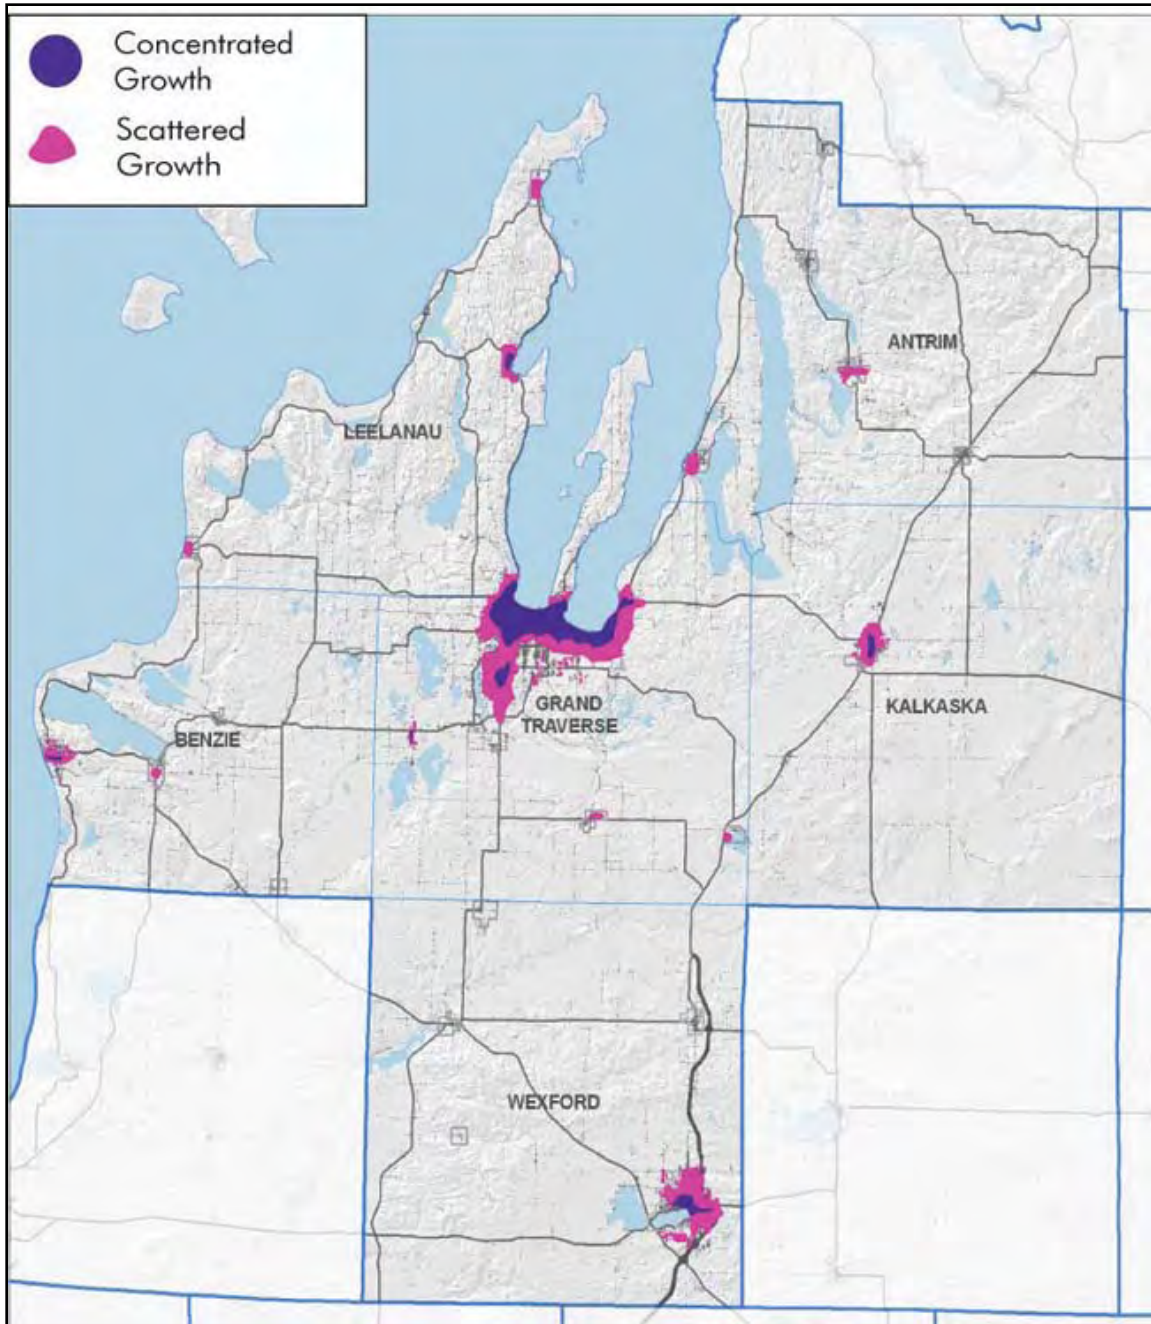 Concentrated
Growth
Scattered
Growth
ANTRIM
LEELANAU
GRAND
TRAVERSE
KALKASKA
BENZIE
WEXFORD